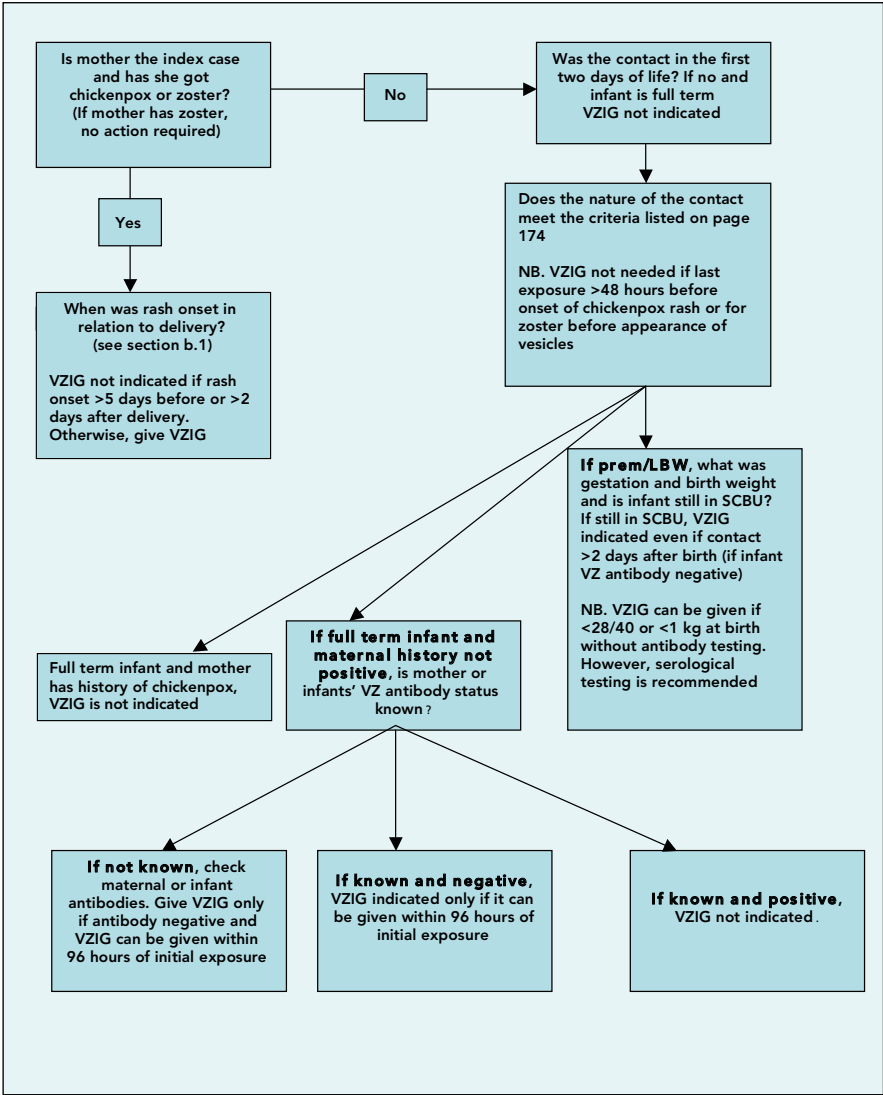 Is mother the index case
and has she got
chickenpox or zoster?
(If mother has zoster,
no action required)
No
Was the contact in the first
two days of life? If no and
infant is full term
VZIG not indicated
Yes
Does the nature of the contact
meet the criteria listed on page
174
NB. VZIG not needed if last
exposure >48 hours before
onset of chickenpox rash or for
zoster before appearance of
vesicles
When was rash onset in
relation to delivery?
(see section b.1)
VZIG not indicated if rash
onset >5 days before or >2
days after delivery.
Otherwise, give VZIG
If prem/LBW, what was
gestation and birth weight
and is infant still in SCBU?
If still in SCBU, VZIG
indicated even if contact
>2 days after birth (if infant
VZ antibody negative)
NB. VZIG can be given if
<28/40 or <1 kg at birth
without antibody testing.
However, serological
testing is recommended
Full term infant and mother
has history of chickenpox,
VZIG is not indicated
If full term infant and
maternal history not
positive, is mother or
infants' VZ antibody status
known?
If not known, check
maternal or infant
antibodies. Give VZIG only
if antibody negative and
VZIG can be given within
96 hours of initial exposure
If known and negative,
VZIG indicated only if it can
be given within 96 hours of
initial exposure
If known and positive,
VZIG not indicated.